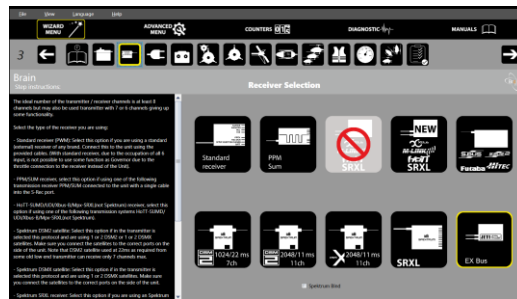 File View Language Help
WIZARD MENU ADVANCED MENU COUNTERS DIAGNOSTIC MANUALS
3
Brain
Stop instructions
Receiver Selection
The ideal number of the transmitter / receiver channels is at least 8
channels but may also be used transmitter with 7 or 6 channels giving up
some functionality.
Select the type of the receiver you are using:
- Standard receiver (PWM): Select this option if you are using a standard
(external) receiver of any brand. Connect this to the unit using the
provided cables. (With standard receiver, due to the occupation of all 6
input, is not possible to use some function as Governor due to the
throttle connection to the receiver instead of the Unit).
- PPM/SUM receiver, select this option if using one of the following
transmission receiver PPM/SUM connected to the unit with a single cable
into the S-Rec port.
- HoTT-SUMD/UDI/XBus-B/Mpx-SRXL(not Spektrum) receiver, select this
option if using one of the following transmission systems HoTT-SUMD/
UDI/XBus-B/Mpx-SRXL(not Spektrum).
- Spektrum DSM2 satellite: Select this option if in the transmitter is
selected this protocol and are using 1 or 2 DSM2 or 1 or 2 DSMX
satellites. Make sure you connect the satellites to the correct ports on the
side of the unit. Note that DSM2 satellite used at 22ms as required from
some old low end transmitter can receive only 7 channels max.
- Spektrum DSMX satellite: Select this option if in the transmitter is
selected this protocol and are using 1 or 2 DSMX satellites. Make sure
you connect the satellites to the correct ports on the side of the unit.
- Spektrum SRXL receiver: Select this option if you are using an Spektrum
Standard
receiver
PPM
Sum
SRXL
NEW
M-LINK
HoTT
SRXL
S.BUS
Futaba HiTEC
1024/22 ms
7ch
2048/11 ms
11ch
2048/11 ms
11ch
SRXL
JETI
EX Bus
Spektrum Bind